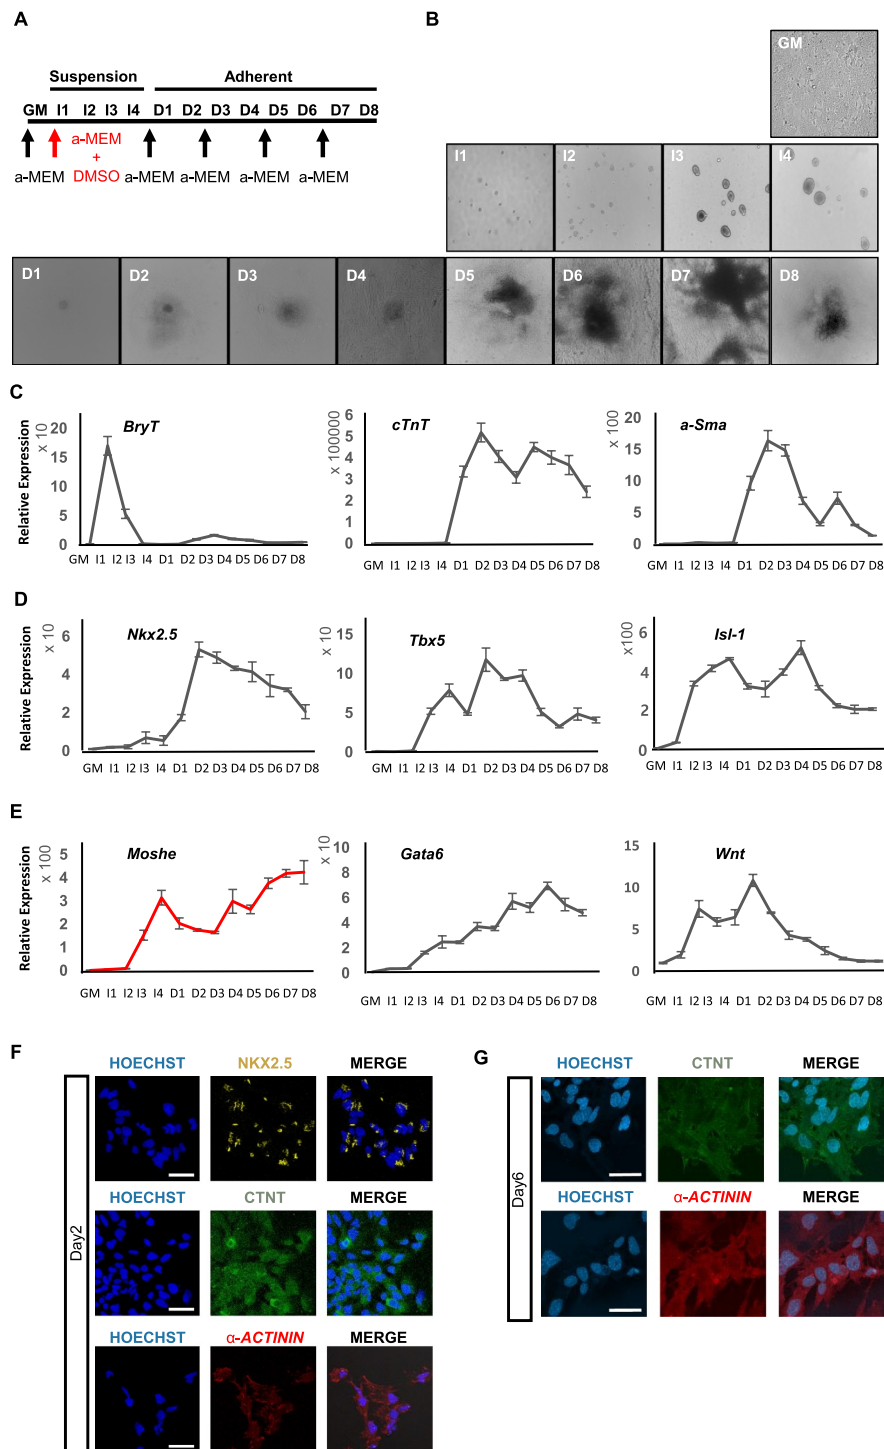 A
Suspension Adherent
GM I1 I2 I3 I4 D1 D2 D3 D4 D5 D6 D7 D8
a-MEM
+
DMSO
a-MEM a-MEM a-MEM a-MEM a-MEM
B
GM
I1 I2 I3 I4
D1 D2 D3 D4 D5 D6 D7 D8
C
Relative Expression
x 10
BryT
20
15
10
5
0
GM I1 I2 I3 I4 D1 D2 D3 D4 D5 D6 D7 D8
x 100000
cTnT
6
5
4
3
2
1
0
GM I1 I2 I3 I4 D1 D2 D3 D4 D5 D6 D7 D8
x 100
a-Sma
20
15
10
5
0
GM I1 I2 I3 I4 D1 D2 D3 D4 D5 D6 D7 D8
D
Relative Expression
x 10
Nkx2.5
6
4
2
0
GM I1 I2 I3 I4 D1 D2 D3 D4 D5 D6 D7 D8
x 10
Tbx5
15
10
5
0
GM I1 I2 I3 I4 D1 D2 D3 D4 D5 D6 D7 D8
x100
Isl-1
6
4
2
0
GM I1 I2 I3 I4 D1 D2 D3 D4 D5 D6 D7 D8
E
Relative Expression
x 100
Moshe
5
4
3
2
1
0
GM I1 I2 I3 I4 D1 D2 D3 D4 D5 D6 D7 D8
x 10
Gata6
10
8
6
4
2
0
GM I1 I2 I3 I4 D1 D2 D3 D4 D5 D6 D7 D8
Wnt
15
10
5
0
GM I1 I2 I3 I4 D1 D2 D3 D4 D5 D6 D7 D8
F
Day2
HOECHST NKX2.5 MERGE
HOECHST CTNT MERGE
HOECHST α-ACTININ MERGE
G
Day6
HOECHST CTNT MERGE
HOECHST α-ACTININ MERGE